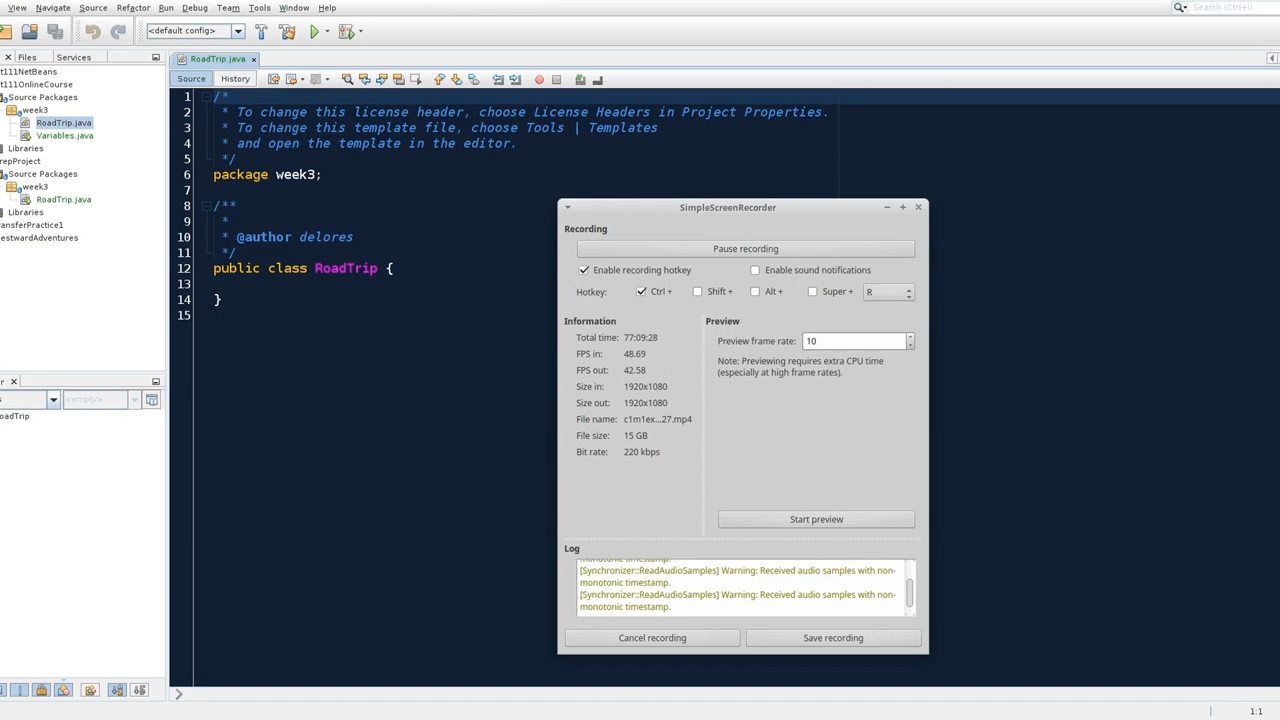 View Navigate Source Refactor Run Debug Team Tools Window Help
Search (Ctrl+I)
<default config>
Files Services
RoadTrip.java
Source History
t111NetBeans
t111OnlineCourse
Source Packages
week3
RoadTrip.java
Variables.java
Libraries
repProject
Source Packages
week3
RoadTrip.java
Libraries
ransferPractice1
estwardAdventures
r
s <empty>
oadTrip
1 /*
2 * To change this license header, choose License Headers in Project Properties.
3 * To change this template file, choose Tools | Templates
4 * and open the template in the editor.
5 */
6 package week3;
7
8 /**
9 *
10 * @author delores
11 */
12 public class RoadTrip {
13
14 }
15
SimpleScreenRecorder
Recording
Pause recording
Enable recording hotkey Enable sound notifications
Hotkey: Ctrl + Shift + Alt + Super + R
Information
Total time: 77:09:28
FPS in: 48.69
FPS out: 42.58
Size in: 1920x1080
Size out: 1920x1080
File name: c1m1ex...27.mp4
File size: 15 GB
Bit rate: 220 kbps
Preview
Preview frame rate: 10
Note: Previewing requires extra CPU time
(especially at high frame rates).
Start preview
Log
monotonic timestamp.
[Synchronizer::ReadAudioSamples] Warning: Received audio samples with non-
monotonic timestamp.
[Synchronizer::ReadAudioSamples] Warning: Received audio samples with non-
monotonic timestamp.
Cancel recording Save recording
1:1